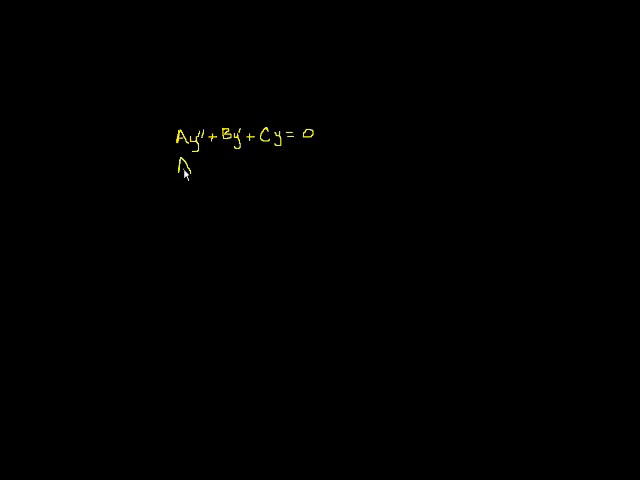 Ay'' + By' + Cy = 0
A